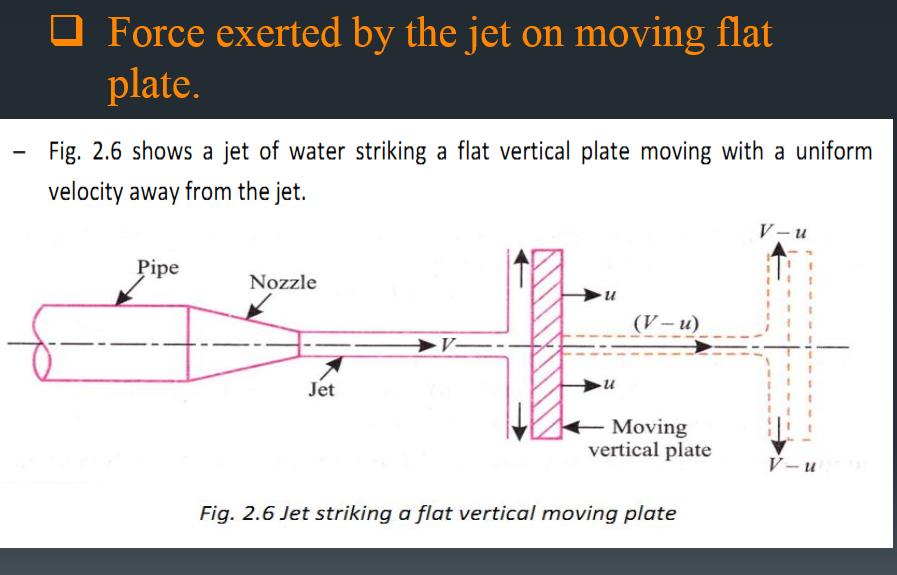 ❑ Force exerted by the jet on moving flat
plate.
– Fig. 2.6 shows a jet of water striking a flat vertical plate moving with a uniform
velocity away from the jet.
V – u
Pipe
Nozzle
u
(V – u)
V
Jet
u
Moving
vertical plate
V – u
Fig. 2.6 Jet striking a flat vertical moving plate